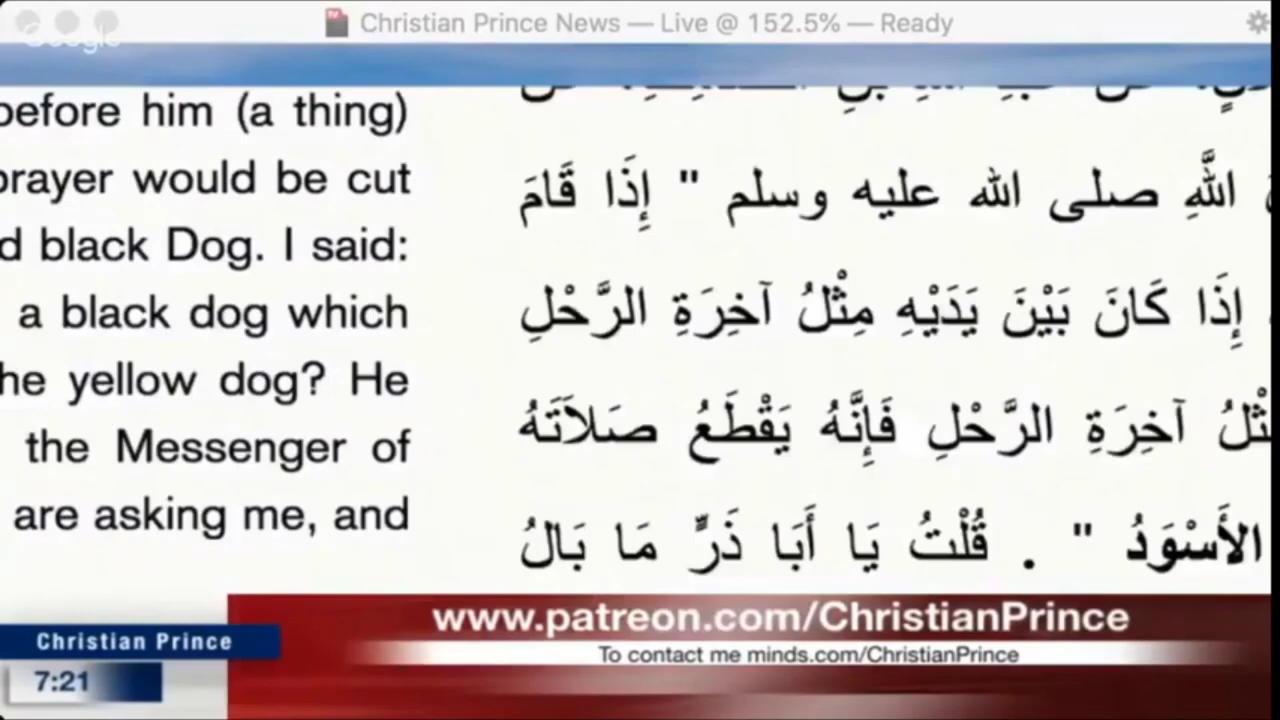 Christian Prince News — Live @ 152.5% — Ready
Google
before him (a thing)
prayer would be cut
d black Dog. I said:
a black dog which
he yellow dog? He
the Messenger of
are asking me, and
اللَّهِ صلى الله عليه وسلم " إِذَا قَامَ
إِذَا كَانَ بَيْنَ يَدَيْهِ مِثْلُ آخِرَةِ الرَّحْلِ
مِثْلُ آخِرَةِ الرَّحْلِ فَإِنَّهُ يَقْطَعُ صَلاَتَهُ
الأَسْوَدُ " . قُلْتُ يَا أَبَا ذَرٍّ مَا بَالُ
www.patreon.com/ChristianPrince
To contact me minds.com/ChristianPrince
Christian Prince
7:21